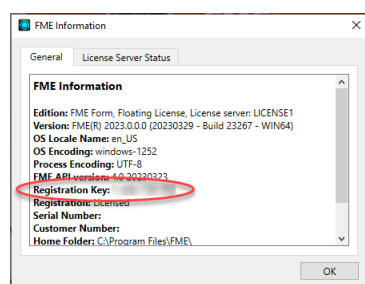 FME Information
General
License Server Status
FME Information
Edition: FME Form, Floating License, License server: LICENSE1
Version: FME(R) 2023.0.0.0 (20230329 - Build 23267 - WIN64)
OS Locale Name: en_US
OS Encoding: windows-1252
Process Encoding: UTF-8
FME API version: 4.0 20230323
Registration Key:
Registration: Licensed
Serial Number:
Customer Number:
Home Folder: C:\Program Files\FME\
OK